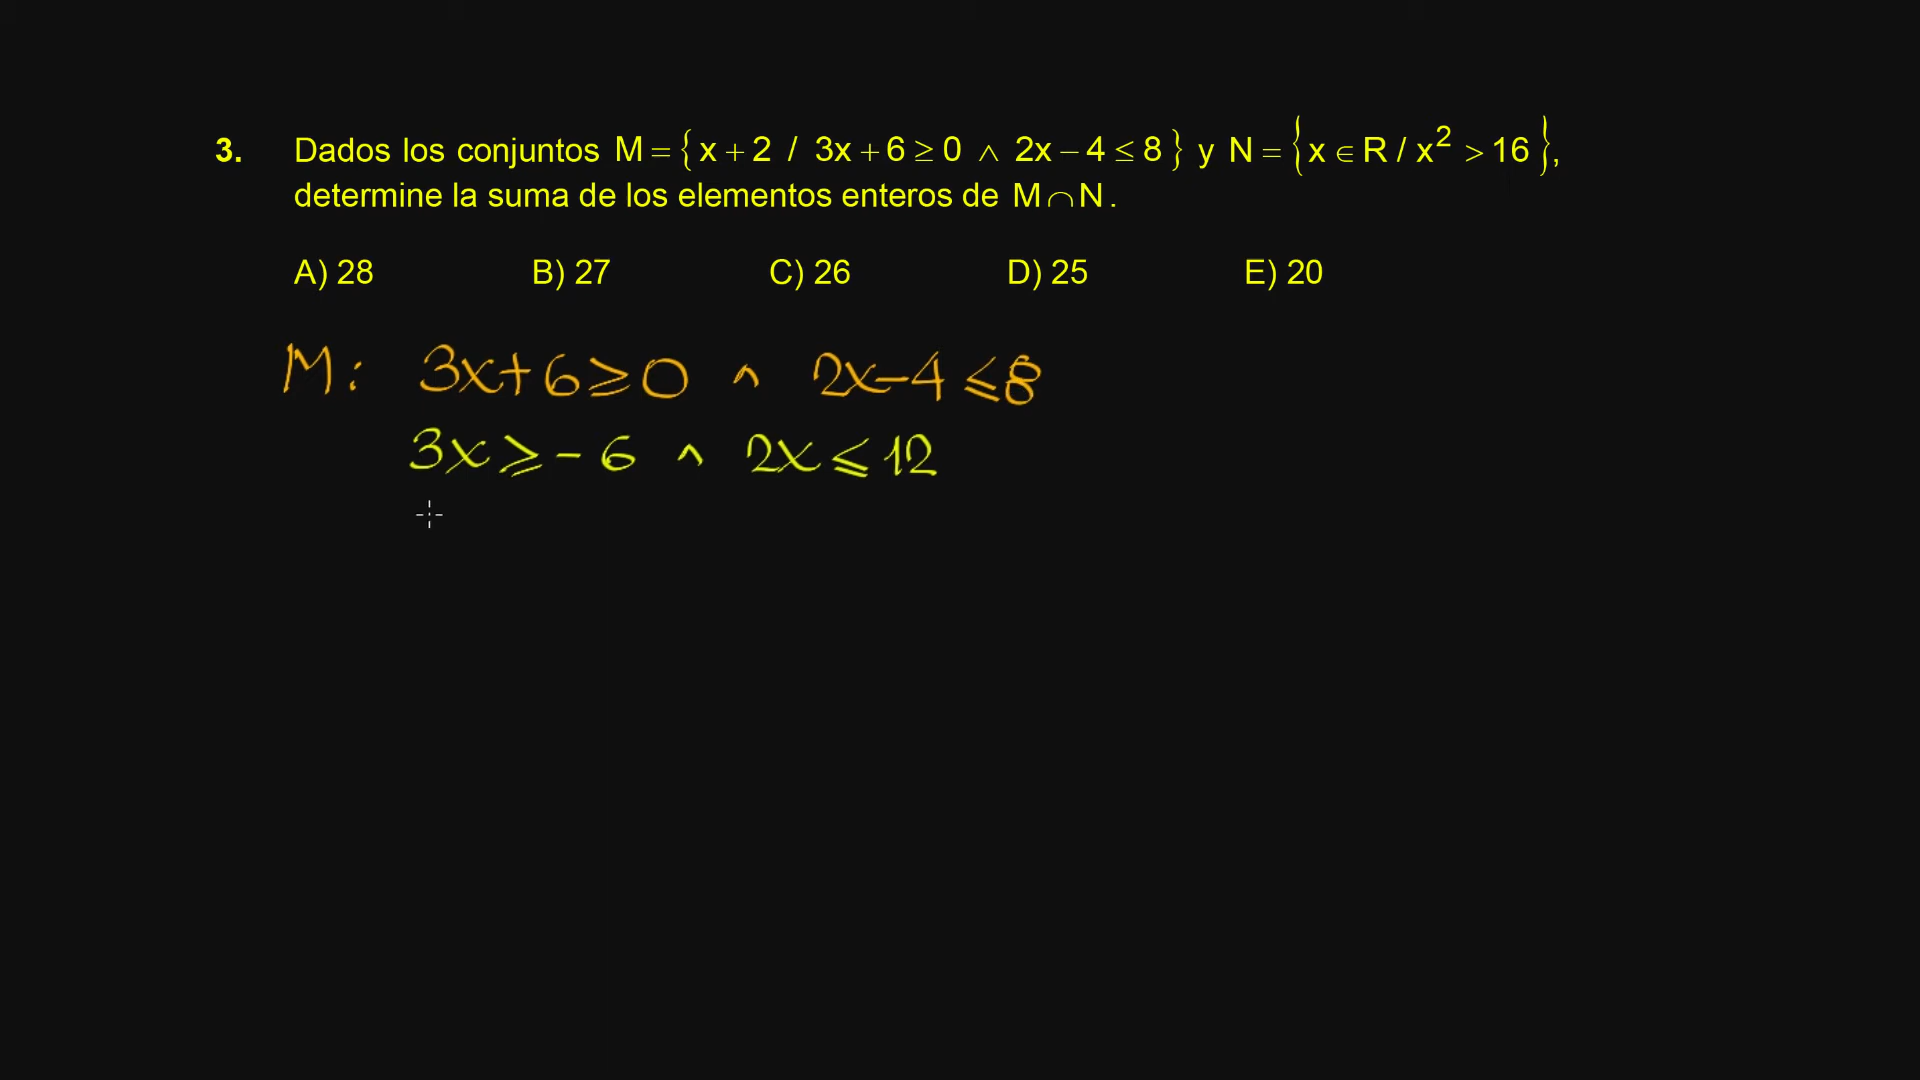 3. Dados los conjuntos M = {x + 2 / 3x + 6 ≥ 0 ∧ 2x − 4 ≤ 8} y N = {x ∈ R / x² > 16},
determine la suma de los elementos enteros de M ∩ N.
A) 28 B) 27 C) 26 D) 25 E) 20
M: 3x+6≥0 ∧ 2x−4≤8
3x ≥ −6 ∧ 2x ≤ 12